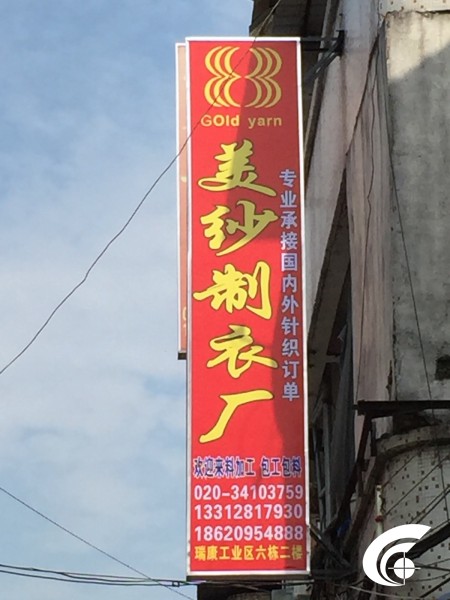 GOld yarn
美纱制衣厂
专业承接国内外针织订单
欢迎来料加工 包工包料
020-34103759
13312817930
18620954888
瑞康工业区六栋二楼